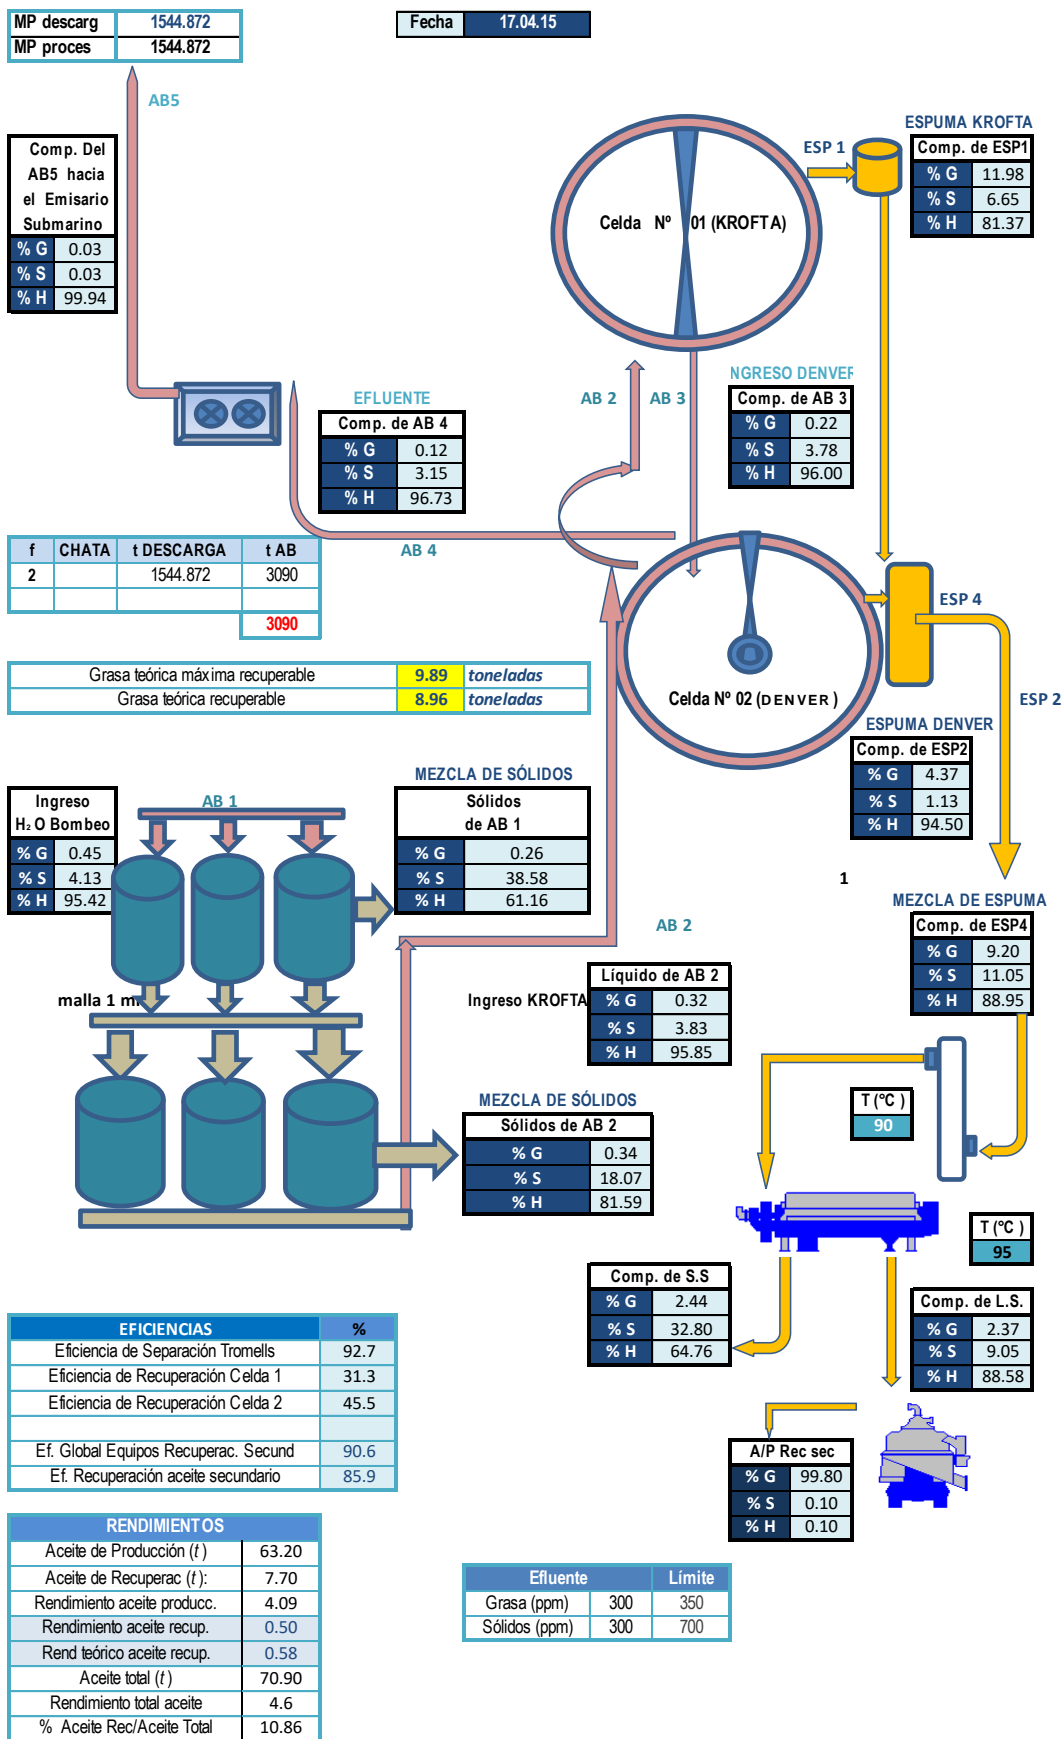 MP descarg 1544.872
MP proces 1544.872
Fecha 17.04.15
AB5
Comp. Del
AB5 hacia
el Emisario
Submarino
% G 0.03
% S 0.03
% H 99.94
ESPUMA KROFTA
ESP 1
Comp. de ESP1
% G 11.98
% S 6.65
% H 81.37
Celda Nº 01 (KROFTA)
EFLUENTE
Comp. de AB 4
% G 0.12
% S 3.15
% H 96.73
AB 2
AB 3
NGRESO DENVER
Comp. de AB 3
% G 0.22
% S 3.78
% H 96.00
AB 4
f CHATA t DESCARGA t AB
2 1544.872 3090
3090
ESP 4
Grasa teórica máxima recuperable 9.89 toneladas
Grasa teórica recuperable 8.96 toneladas
Celda Nº 02 (DENVER)
ESP 2
ESPUMA DENVER
Comp. de ESP2
% G 4.37
% S 1.13
% H 94.50
Ingreso
H₂O Bombeo
% G 0.45
% S 4.13
% H 95.42
AB 1
MEZCLA DE SÓLIDOS
Sólidos
de AB 1
% G 0.26
% S 38.58
% H 61.16
1
MEZCLA DE ESPUMA
Comp. de ESP4
% G 9.20
% S 11.05
% H 88.95
AB 2
malla 1 m
Ingreso KROFTA
Líquido de AB 2
% G 0.32
% S 3.83
% H 95.85
MEZCLA DE SÓLIDOS
Sólidos de AB 2
% G 0.34
% S 18.07
% H 81.59
T (°C )
90
T (°C )
95
Comp. de S.S
% G 2.44
% S 32.80
% H 64.76
Comp. de L.S.
% G 2.37
% S 9.05
% H 88.58
EFICIENCIAS %
Eficiencia de Separación Tromells 92.7
Eficiencia de Recuperación Celda 1 31.3
Eficiencia de Recuperación Celda 2 45.5
Ef. Global Equipos Recuperac. Secund 90.6
Ef. Recuperación aceite secundario 85.9
A/P Rec sec
% G 99.80
% S 0.10
% H 0.10
RENDIMIENTOS
Aceite de Producción (t) 63.20
Aceite de Recuperac (t): 7.70
Rendimiento aceite producc. 4.09
Rendimiento aceite recup. 0.50
Rend teórico aceite recup. 0.58
Aceite total (t) 70.90
Rendimiento total aceite 4.6
% Aceite Rec/Aceite Total 10.86
Efluente Límite
Grasa (ppm) 300 350
Sólidos (ppm) 300 700